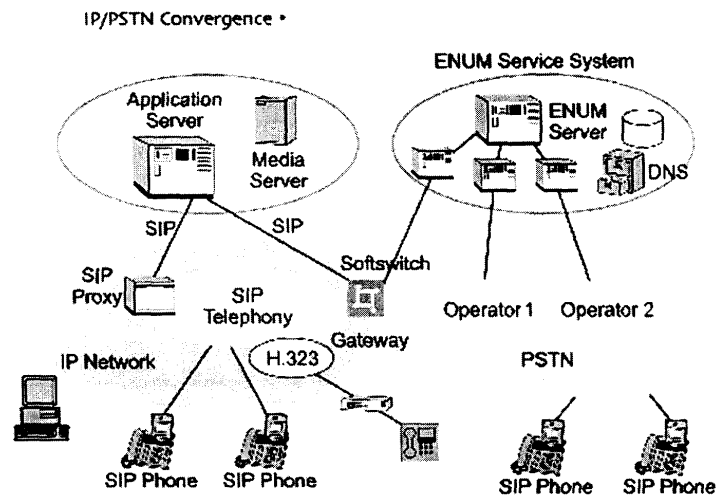 IP/PSTN Convergence •
ENUM Service System
Application
Server
Media
Server
ENUM
Server
DNS
SIP
SIP
SIP
Proxy
Softswitch
SIP
Telephony
Operator 1
Operator 2
Gateway
H.323
IP Network
PSTN
SIP Phone
SIP Phone
SIP Phone
SIP Phone